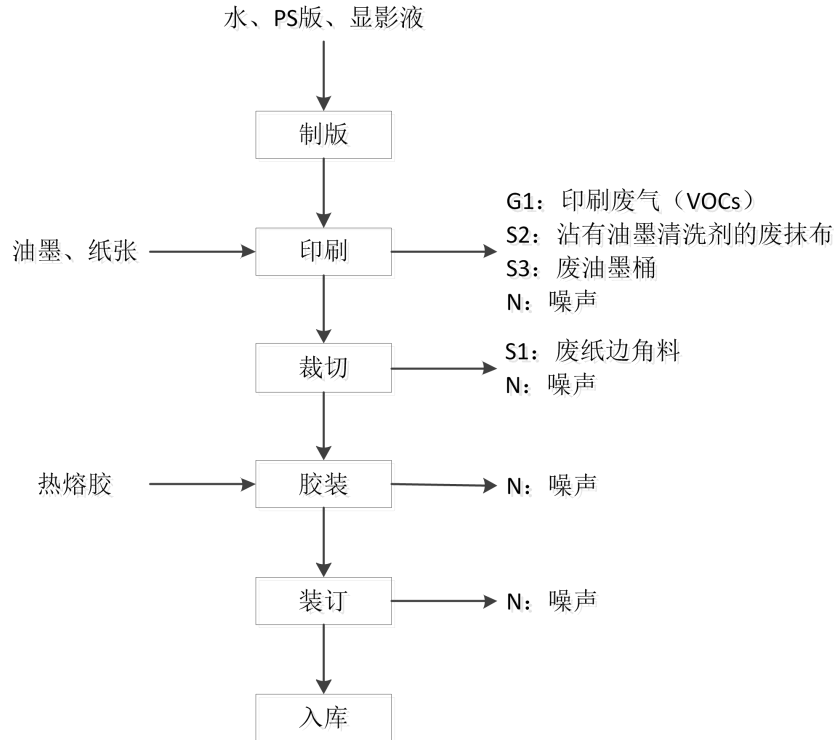 水、PS版、显影液
制版
G1：印刷废气（VOCs）
油墨、纸张
印刷
S2：沾有油墨清洗剂的废抹布
S3：废油墨桶
N：噪声
裁切
S1：废纸边角料
N：噪声
热熔胶
胶装
N：噪声
装订
N：噪声
入库